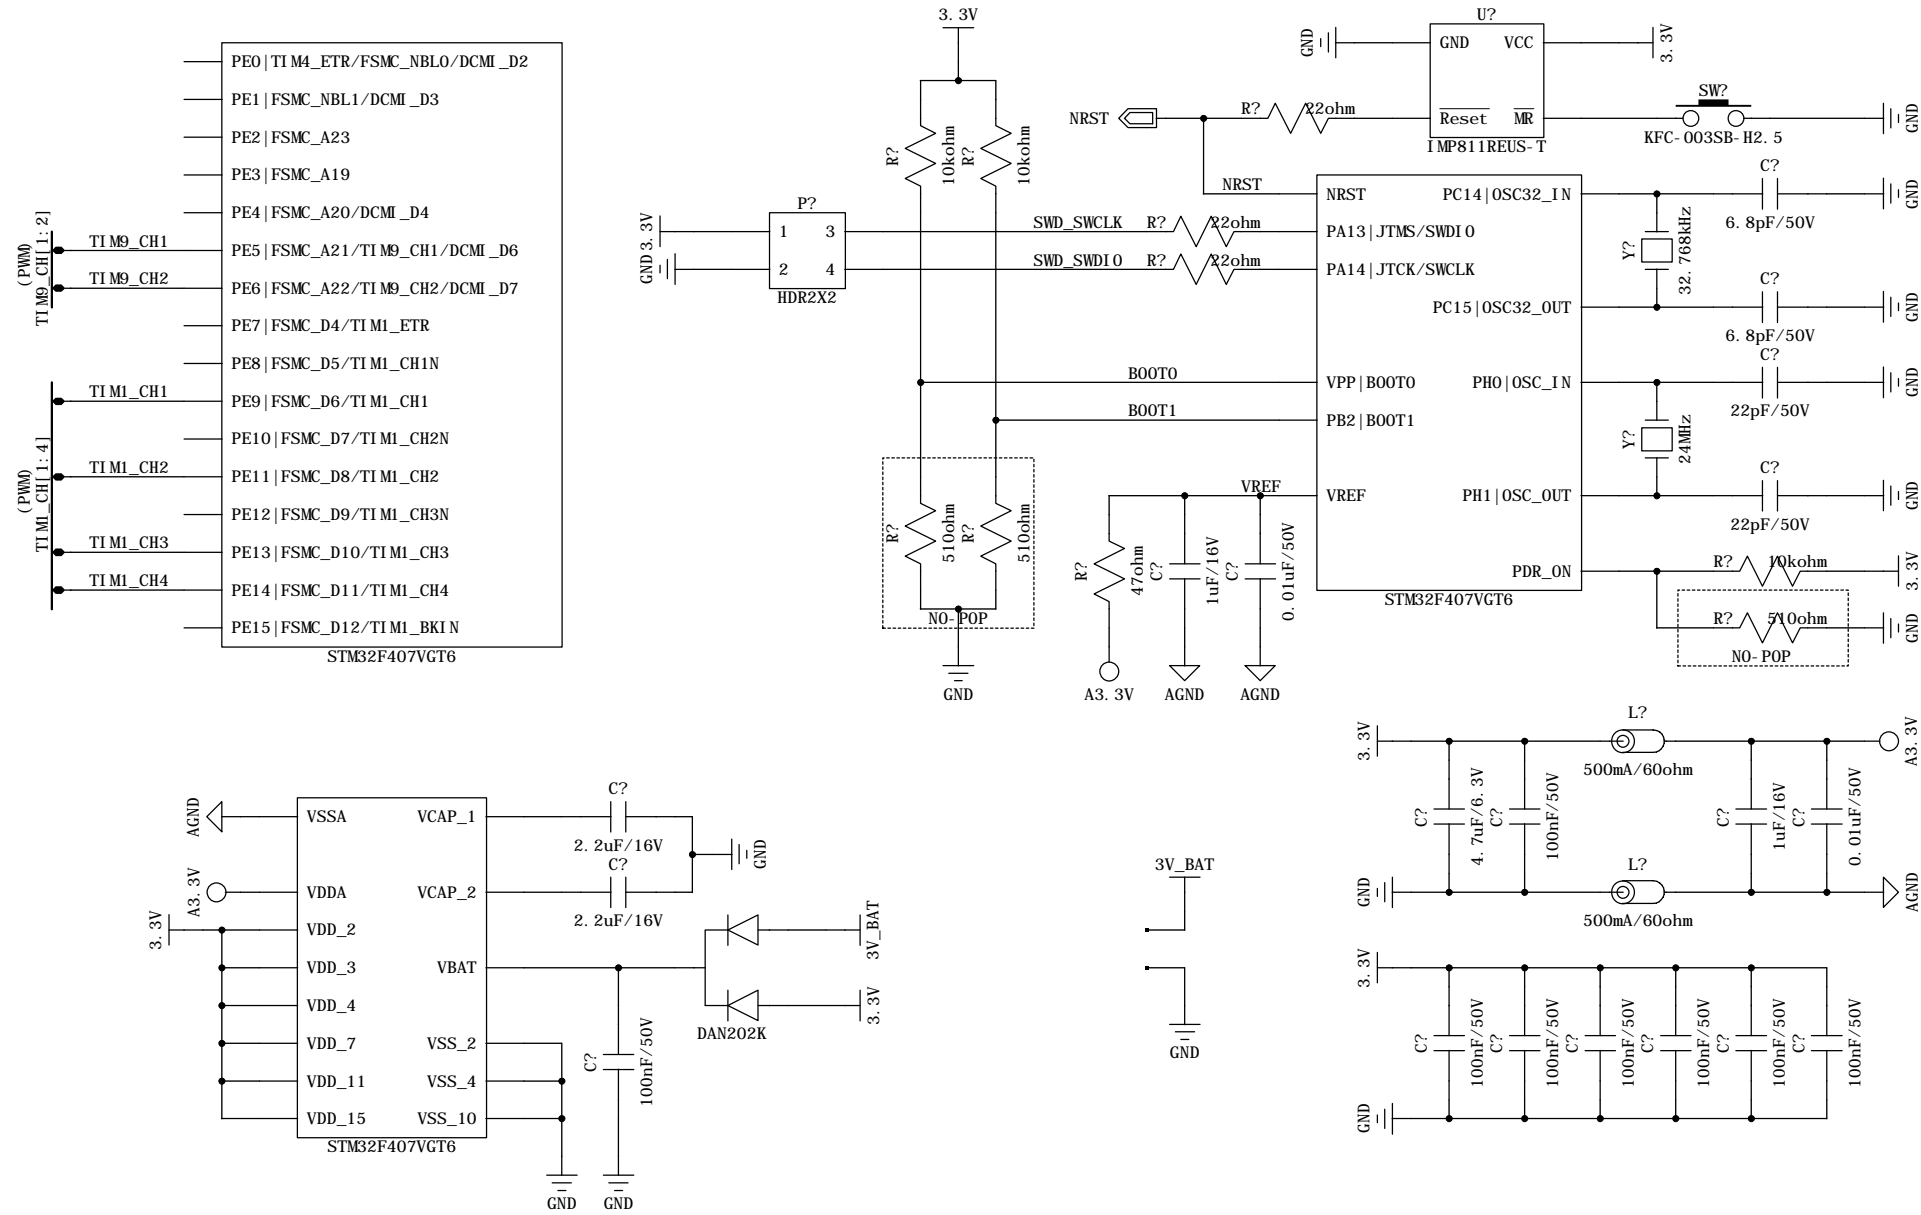 PE0|TIM4_ETR/FSMC_NBL0/DCMI_D2
PE1|FSMC_NBL1/DCMI_D3
PE2|FSMC_A23
PE3|FSMC_A19
PE4|FSMC_A20/DCMI_D4
PE5|FSMC_A21/TIM9_CH1/DCMI_D6
PE6|FSMC_A22/TIM9_CH2/DCMI_D7
PE7|FSMC_D4/TIM1_ETR
PE8|FSMC_D5/TIM1_CH1N
PE9|FSMC_D6/TIM1_CH1
PE10|FSMC_D7/TIM1_CH2N
PE11|FSMC_D8/TIM1_CH2
PE12|FSMC_D9/TIM1_CH3N
PE13|FSMC_D10/TIM1_CH3
PE14|FSMC_D11/TIM1_CH4
PE15|FSMC_D12/TIM1_BKIN
STM32F407VGT6
(PWM)
TIM9_CH[1:2]
TIM9_CH1
TIM9_CH2
(PWM)
TIM1_CH[1:4]
TIM1_CH1
TIM1_CH2
TIM1_CH3
TIM1_CH4
3.3V
R?
10kohm
R?
10kohm
3.3V
GND
P?
1
3
2
4
HDR2X2
SWD_SWCLK
R?
22ohm
SWD_SWDIO
R?
22ohm
BOOT0
BOOT1
R?
510ohm
R?
510ohm
NO-POP
GND
U?
GND
GND
VCC
3.3V
Reset
MR
IMP811REUS-T
NRST
R?
22ohm
SW?
KFC-003SB-H2.5
GND
NRST
NRST
PA13|JTMS/SWDIO
PA14|JTCK/SWCLK
VPP|BOOT0
PB2|BOOT1
VREF
PC14|OSC32_IN
PC15|OSC32_OUT
PH0|OSC_IN
PH1|OSC_OUT
PDR_ON
STM32F407VGT6
C?
6.8pF/50V
GND
Y?
32.768kHz
C?
6.8pF/50V
GND
C?
22pF/50V
GND
Y?
24MHz
C?
22pF/50V
GND
R?
10kohm
3.3V
R?
510ohm
GND
NO-POP
VREF
R?
47ohm
C?
1uF/16V
C?
0.01uF/50V
A3.3V
AGND
AGND
AGND
VSSA
VCAP_1
A3.3V
VDDA
VCAP_2
3.3V
VDD_2
VDD_3
VBAT
VDD_4
VDD_7
VSS_2
VDD_11
VSS_4
VDD_15
VSS_10
STM32F407VGT6
C?
2.2uF/16V
C?
2.2uF/16V
GND
3V_BAT
3.3V
DAN202K
C?
100nF/50V
GND
GND
3V_BAT
GND
3.3V
L?
500mA/60ohm
A3.3V
C?
4.7uF/6.3V
C?
100nF/50V
C?
1uF/16V
C?
0.01uF/50V
GND
L?
500mA/60ohm
AGND
3.3V
C?
100nF/50V
C?
100nF/50V
C?
100nF/50V
C?
100nF/50V
C?
100nF/50V
C?
100nF/50V
GND